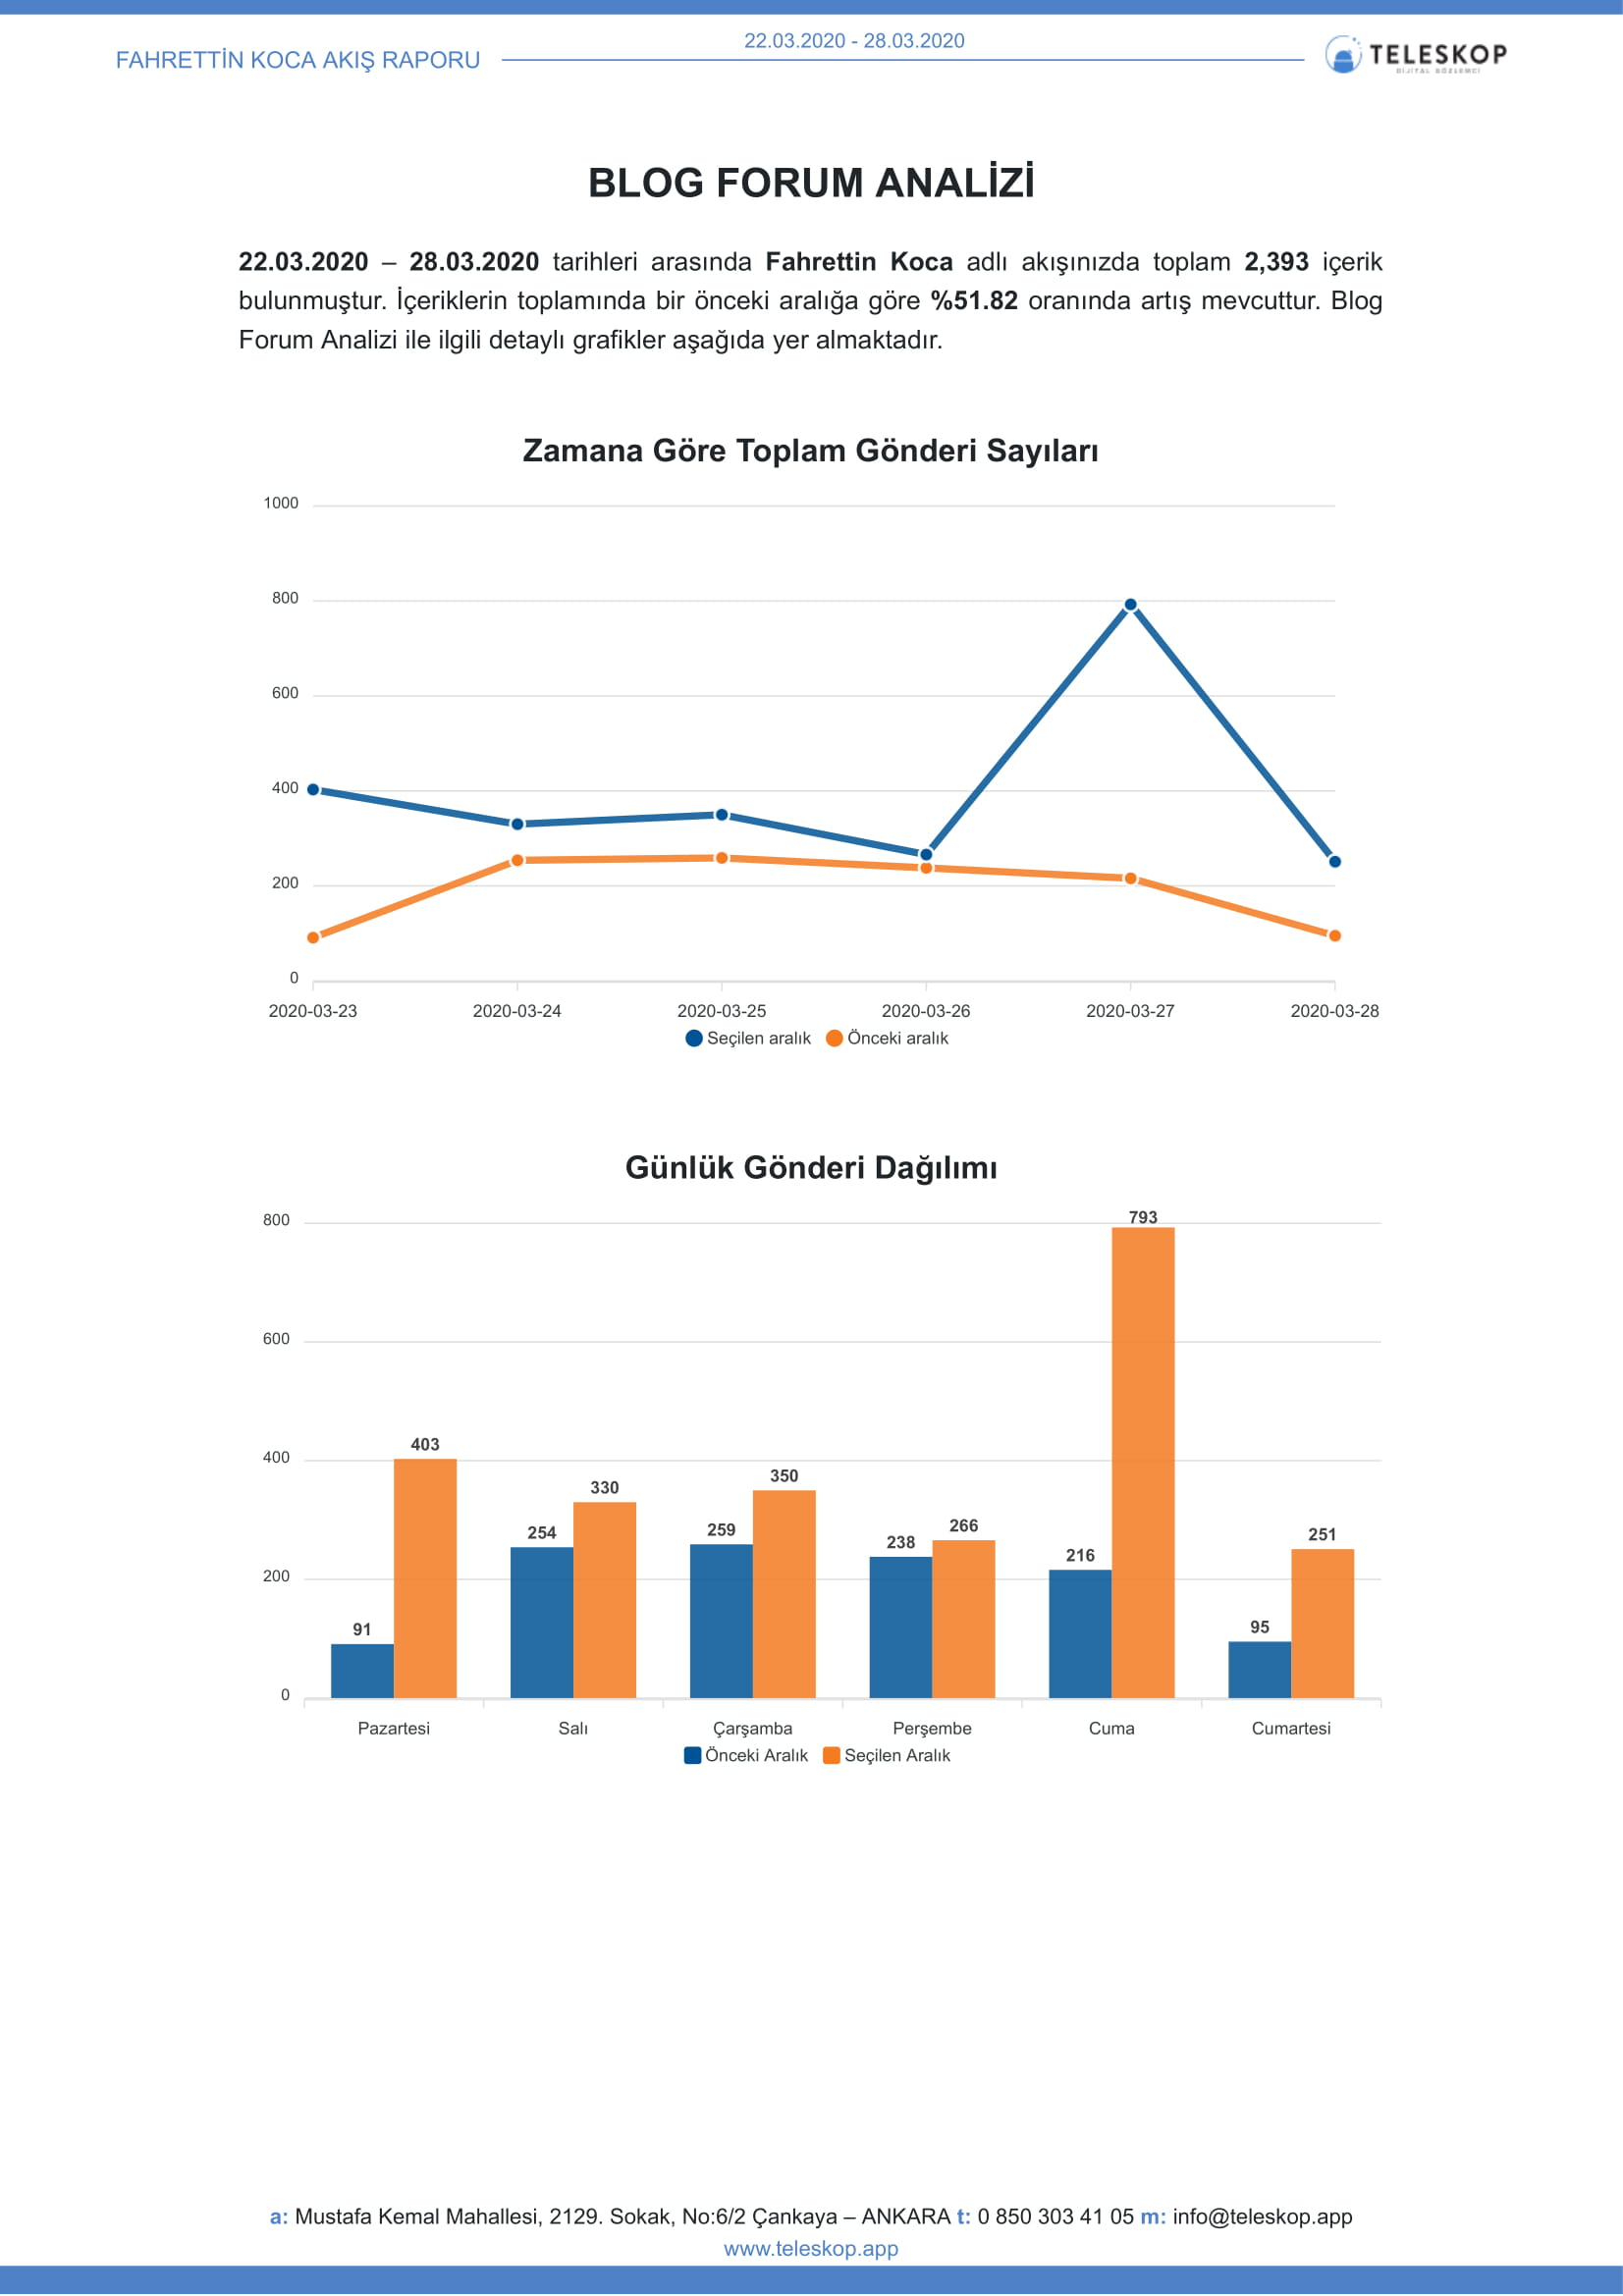 FAHRETTİN KOCA AKIŞ RAPORU
22.03.2020 - 28.03.2020
TELESKOP
DİJİTAL GÖZLEMCİ
BLOG FORUM ANALİZİ
22.03.2020 – 28.03.2020 tarihleri arasında Fahrettin Koca adlı akışınızda toplam 2,393 içerik
bulunmuştur. İçeriklerin toplamında bir önceki aralığa göre %51.82 oranında artış mevcuttur. Blog
Forum Analizi ile ilgili detaylı grafikler aşağıda yer almaktadır.
Zamana Göre Toplam Gönderi Sayıları
1000
800
600
400
200
0
2020-03-23 2020-03-24 2020-03-25 2020-03-26 2020-03-27 2020-03-28
Seçilen aralık Önceki aralık
Günlük Gönderi Dağılımı
800
600
400
200
0
91 403 254 330 259 350 238 266 216 793 95 251
Pazartesi Salı Çarşamba Perşembe Cuma Cumartesi
Önceki Aralık Seçilen Aralık
a: Mustafa Kemal Mahallesi, 2129. Sokak, No:6/2 Çankaya – ANKARA t: 0 850 303 41 05 m: info@teleskop.app
www.teleskop.app